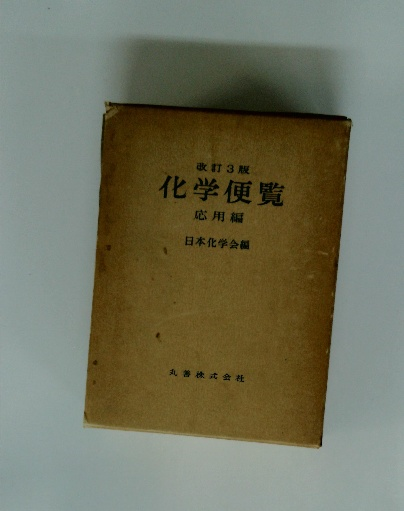 改訂3版
化学便覧
応用編
日本化学会編
丸善株式会社